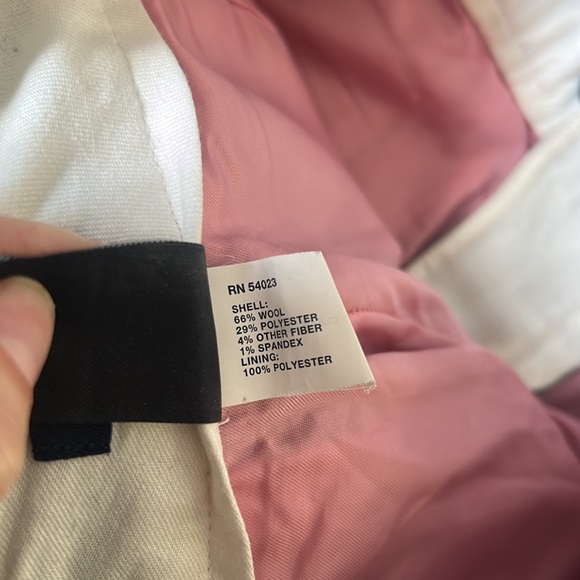 RN 54023
SHELL:
66% WOOL
29% POLYESTER
4% OTHER FIBER
1% SPANDEX
LINING:
100% POLYESTER